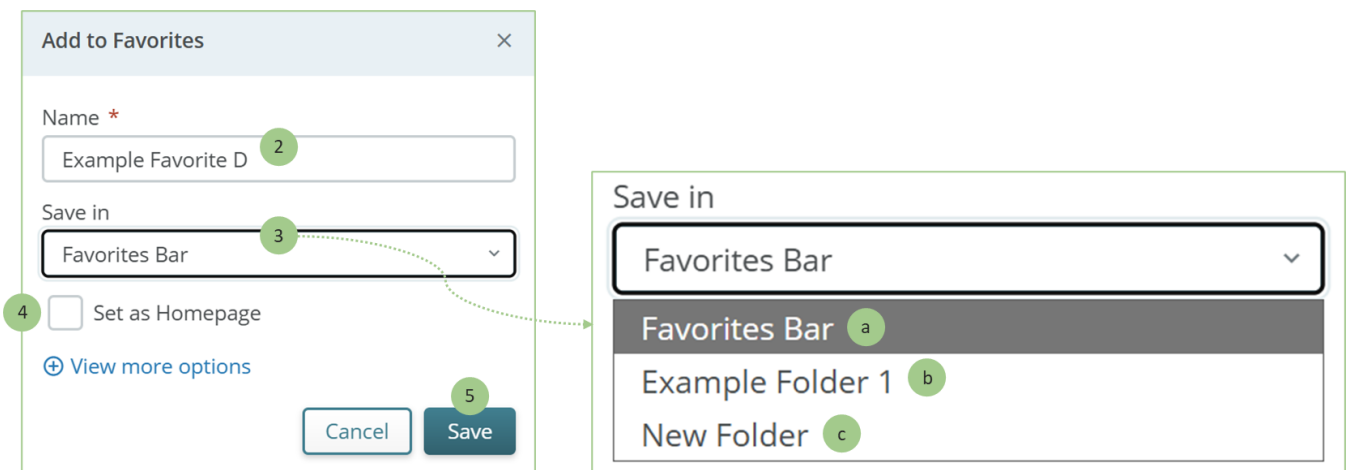 Add to Favorites
Name *
Example Favorite D
2
Save in
3
Favorites Bar
4
Set as Homepage
View more options
5
Cancel
Save
Save in
Favorites Bar
Favorites Bar a
Example Folder 1 b
New Folder c